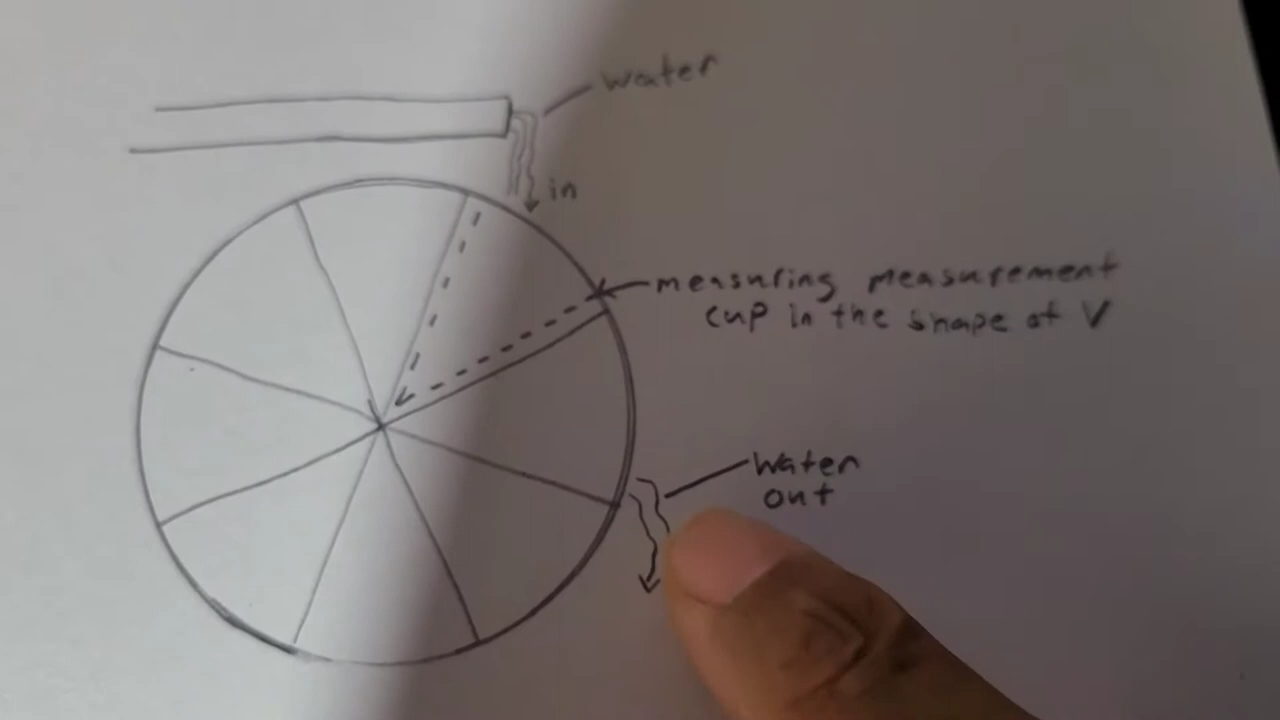 water
in
measuring measurement
cup in the shape of V
water
out